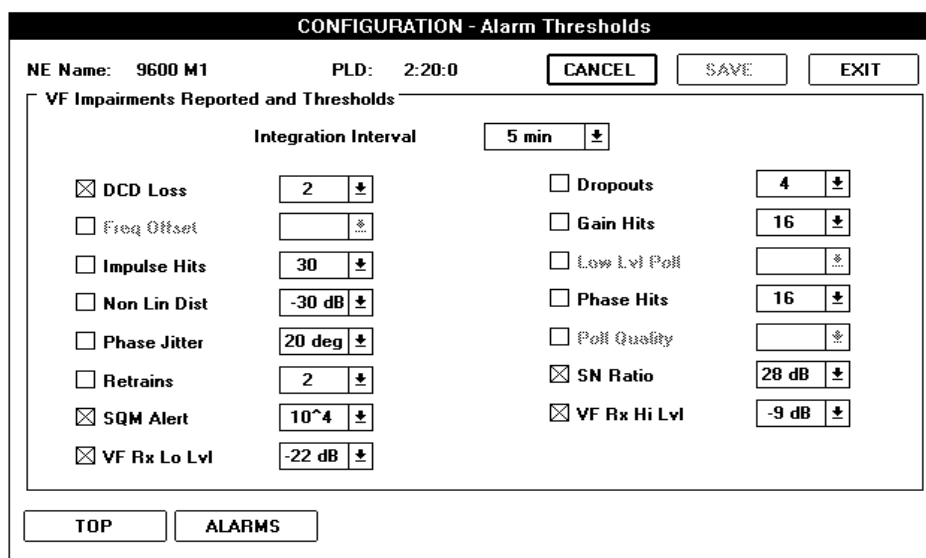 CONFIGURATION - Alarm Thresholds
NE Name: 9600 M1 PLD: 2:20:0 CANCEL SAVE EXIT
VF Impairments Reported and Thresholds
Integration Interval 5 min
DCD Loss 2 Dropouts 4
Freq Offset Gain Hits 16
Impulse Hits 30 Low Lvl Poll
Non Lin Dist -30 dB Phase Hits 16
Phase Jitter 20 deg Poll Quality
Retrains 2 SN Ratio 28 dB
SQM Alert 10^4 VF Rx Hi Lvl -9 dB
VF Rx Lo Lvl -22 dB
TOP ALARMS